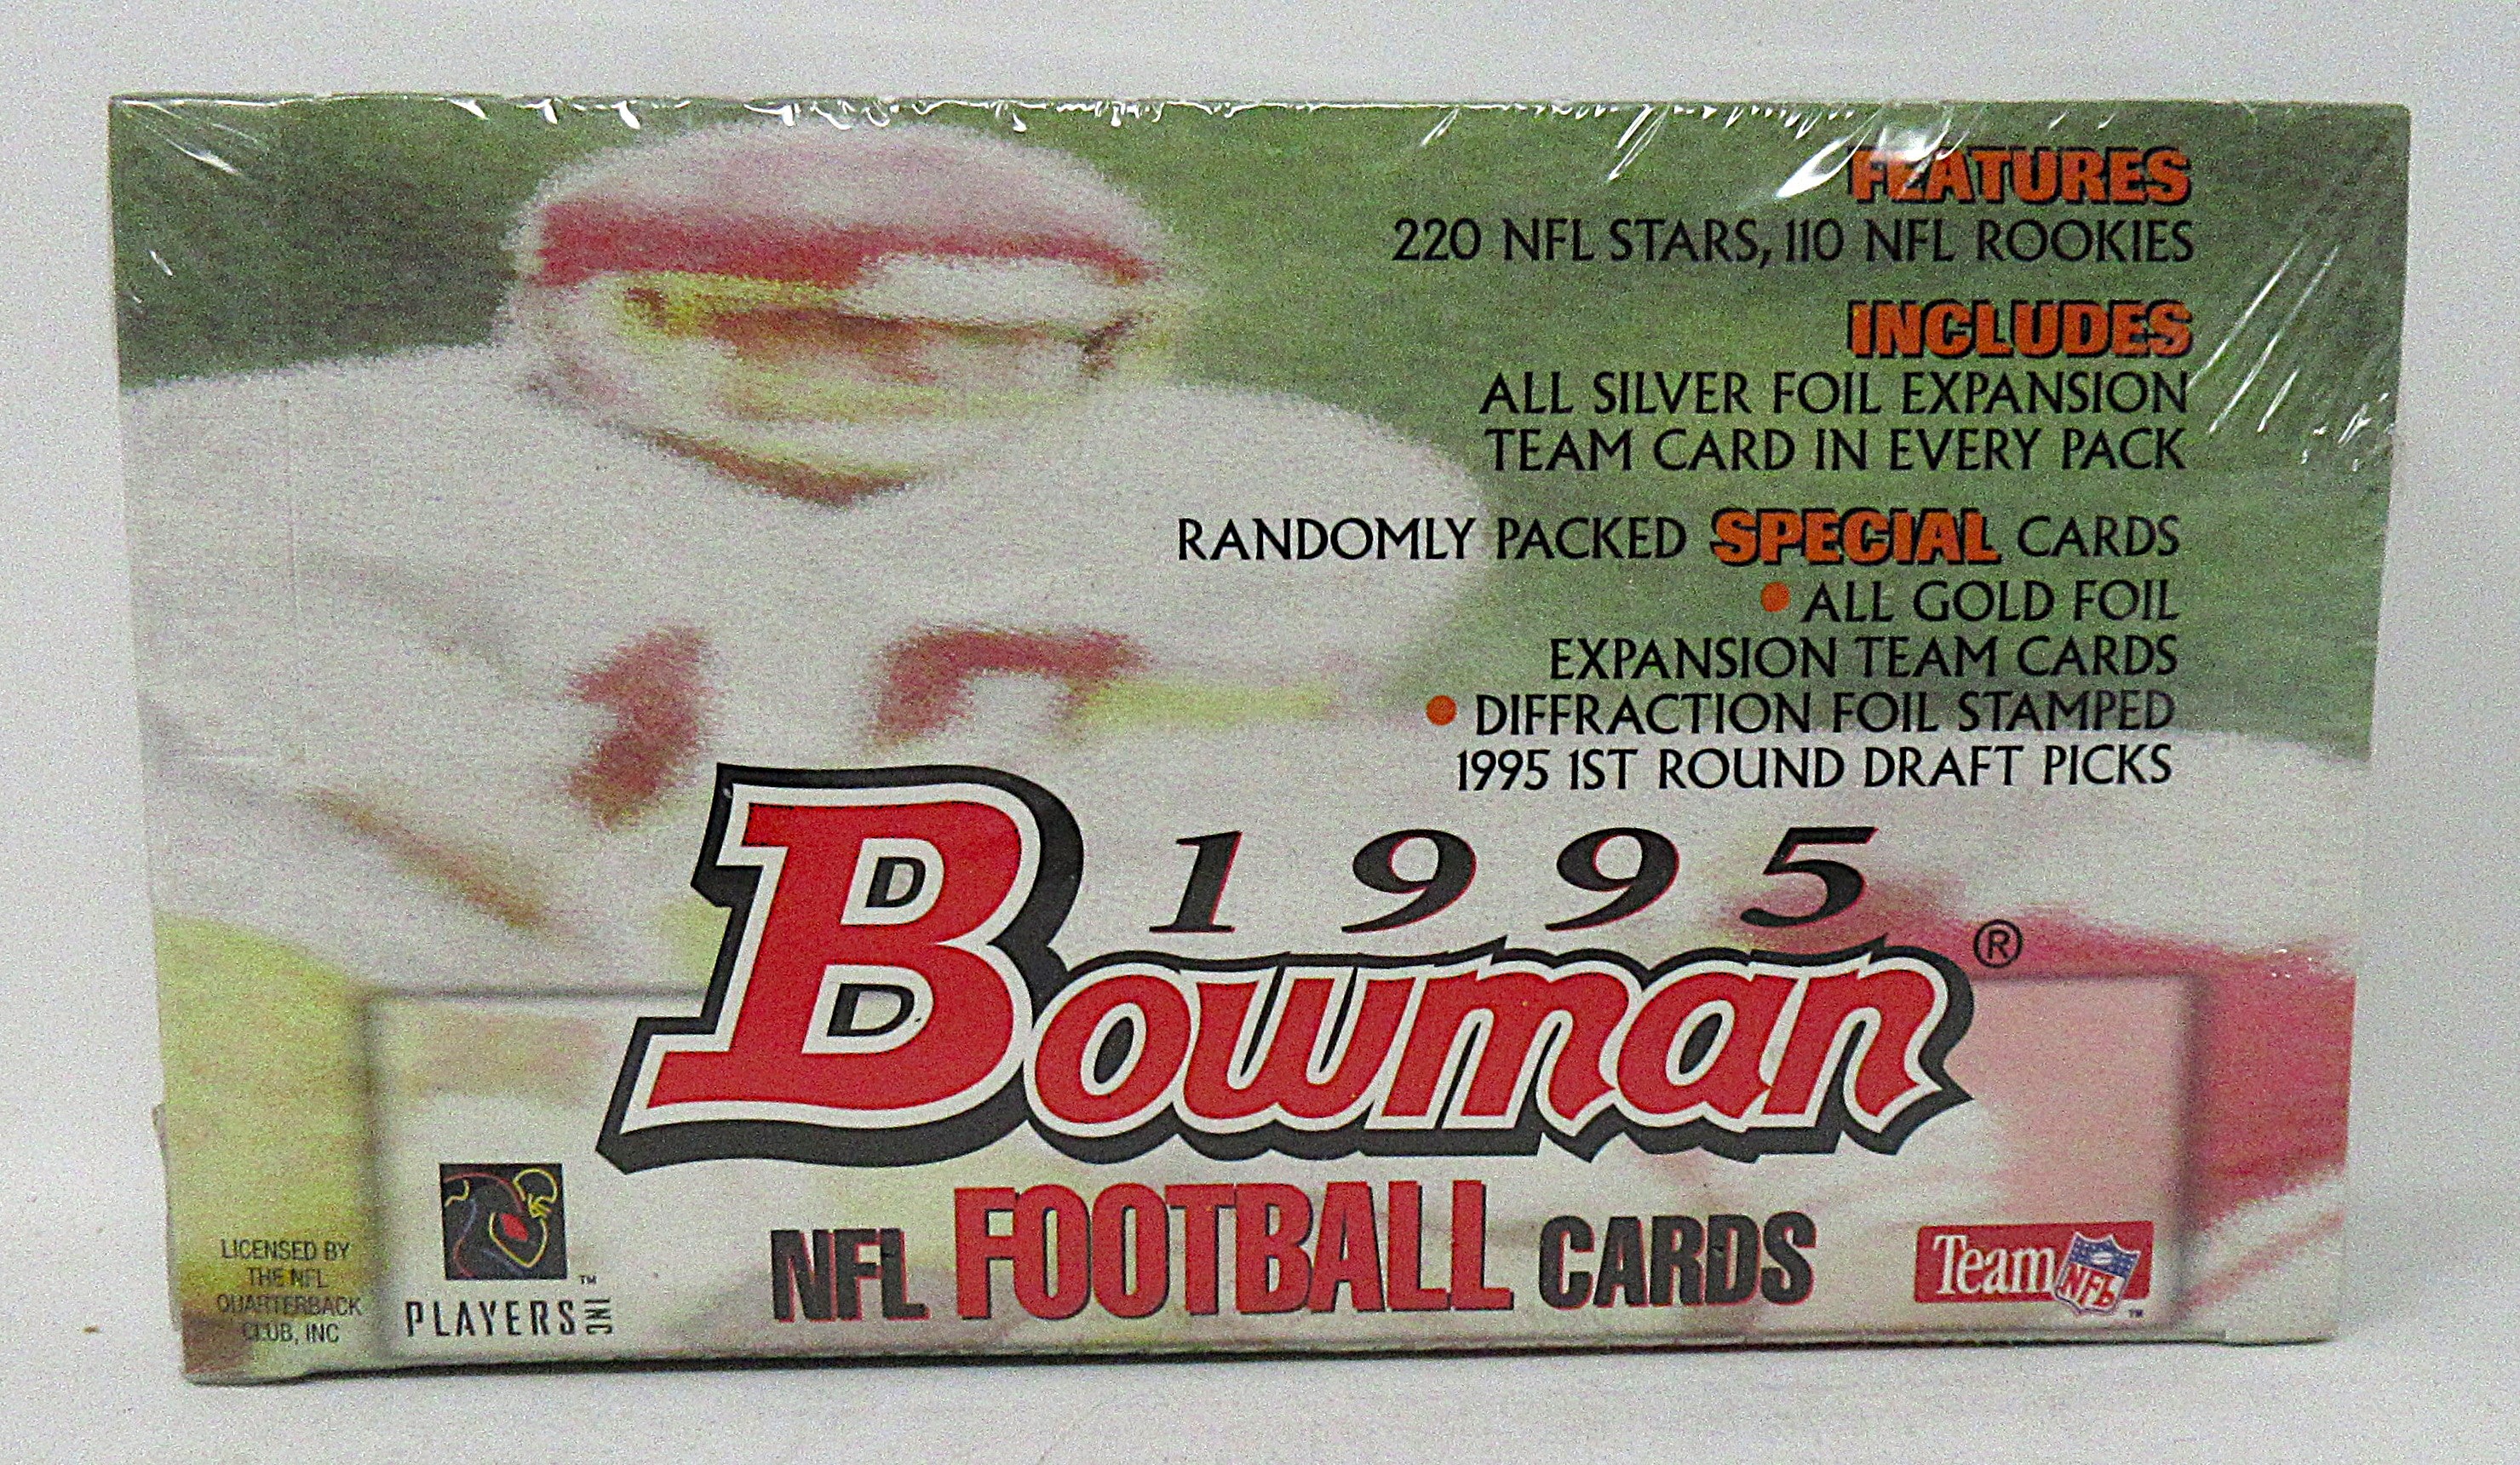 FEATURES
220 NFL STARS, 110 NFL ROOKIES
INCLUDES
ALL SILVER FOIL EXPANSION
TEAM CARD IN EVERY PACK
RANDOMLY PACKED SPECIAL CARDS
• ALL GOLD FOIL
EXPANSION TEAM CARDS
• DIFFRACTION FOIL STAMPED
1995 1ST ROUND DRAFT PICKS
1995
Bowman®
NFL FOOTBALL CARDS
LICENSED BY
THE NFL
QUARTERBACK
CLUB, INC
PLAYERS INC™
Team NFL™